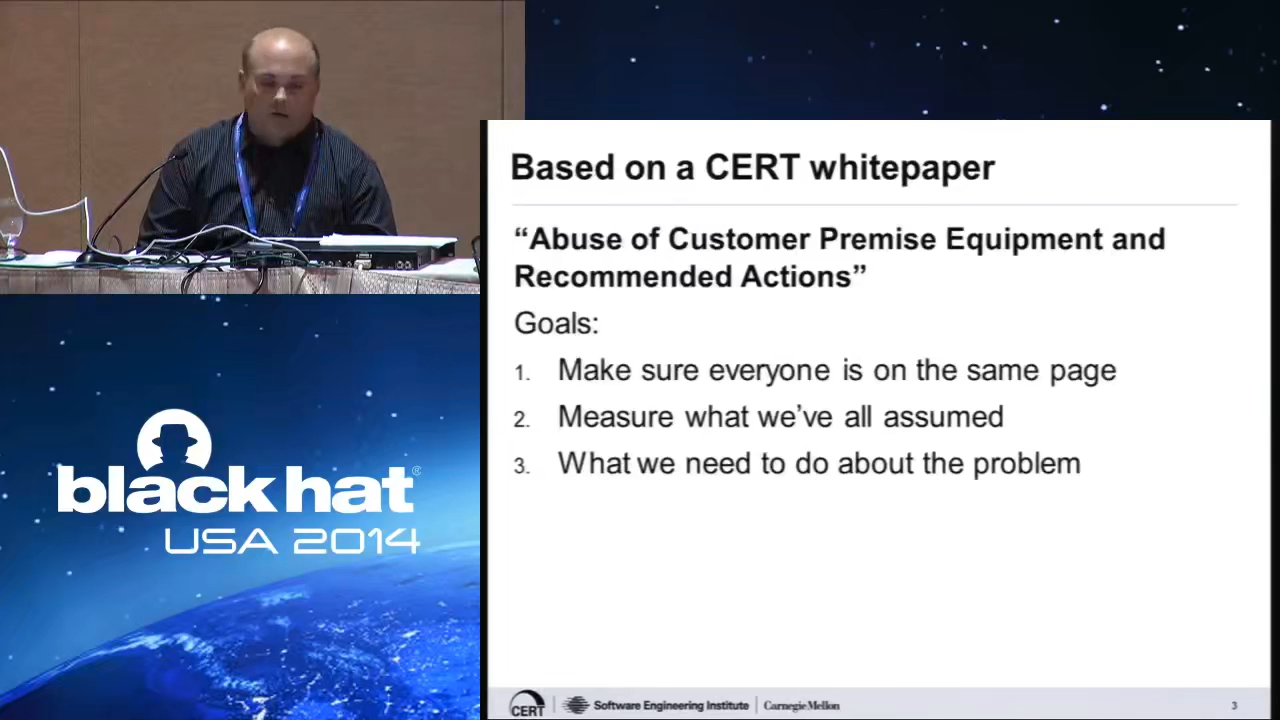 Based on a CERT whitepaper
“Abuse of Customer Premise Equipment and
Recommended Actions”
Goals:
1. Make sure everyone is on the same page
2. Measure what we’ve all assumed
3. What we need to do about the problem
black hat®
USA 2014
CERT | Software Engineering Institute | Carnegie Mellon
3